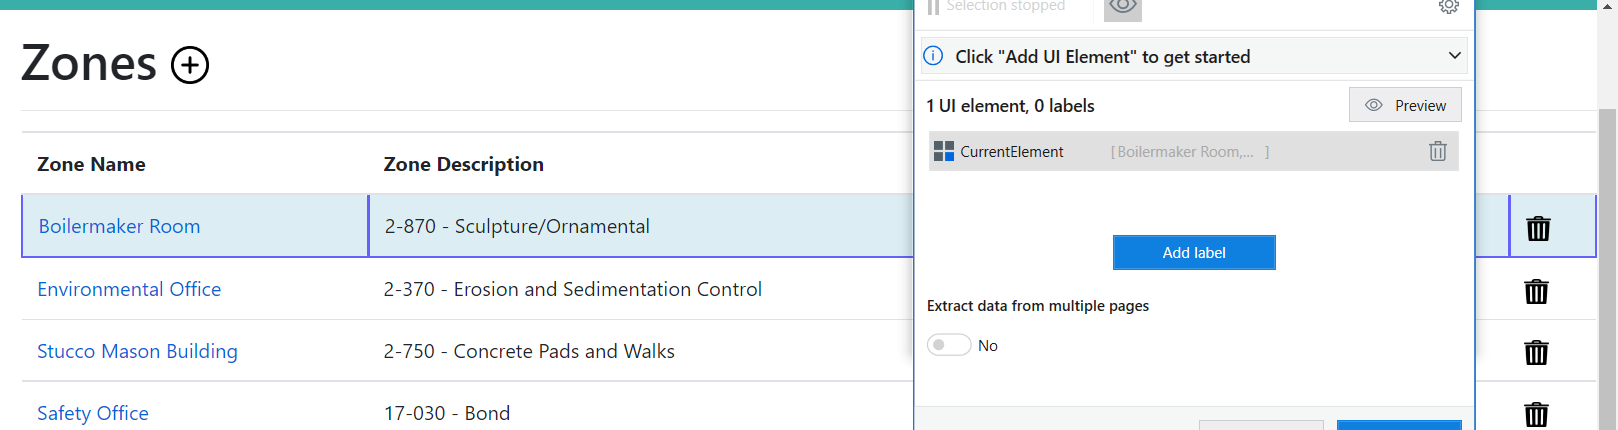 Zones
Zone Name
Zone Description
Boilermaker Room
2-870 - Sculpture/Ornamental
Environmental Office
2-370 - Erosion and Sedimentation Control
Stucco Mason Building
2-750 - Concrete Pads and Walks
Safety Office
17-030 - Bond
Selection stopped
Click "Add UI Element" to get started
1 UI element, 0 labels
Preview
CurrentElement
[ Boilermaker Room,... ]
Add label
Extract data from multiple pages
No